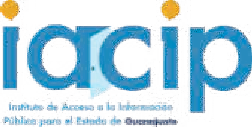 iacip
Instituto de Acceso a la Información
Pública para el Estado de Guanajuato